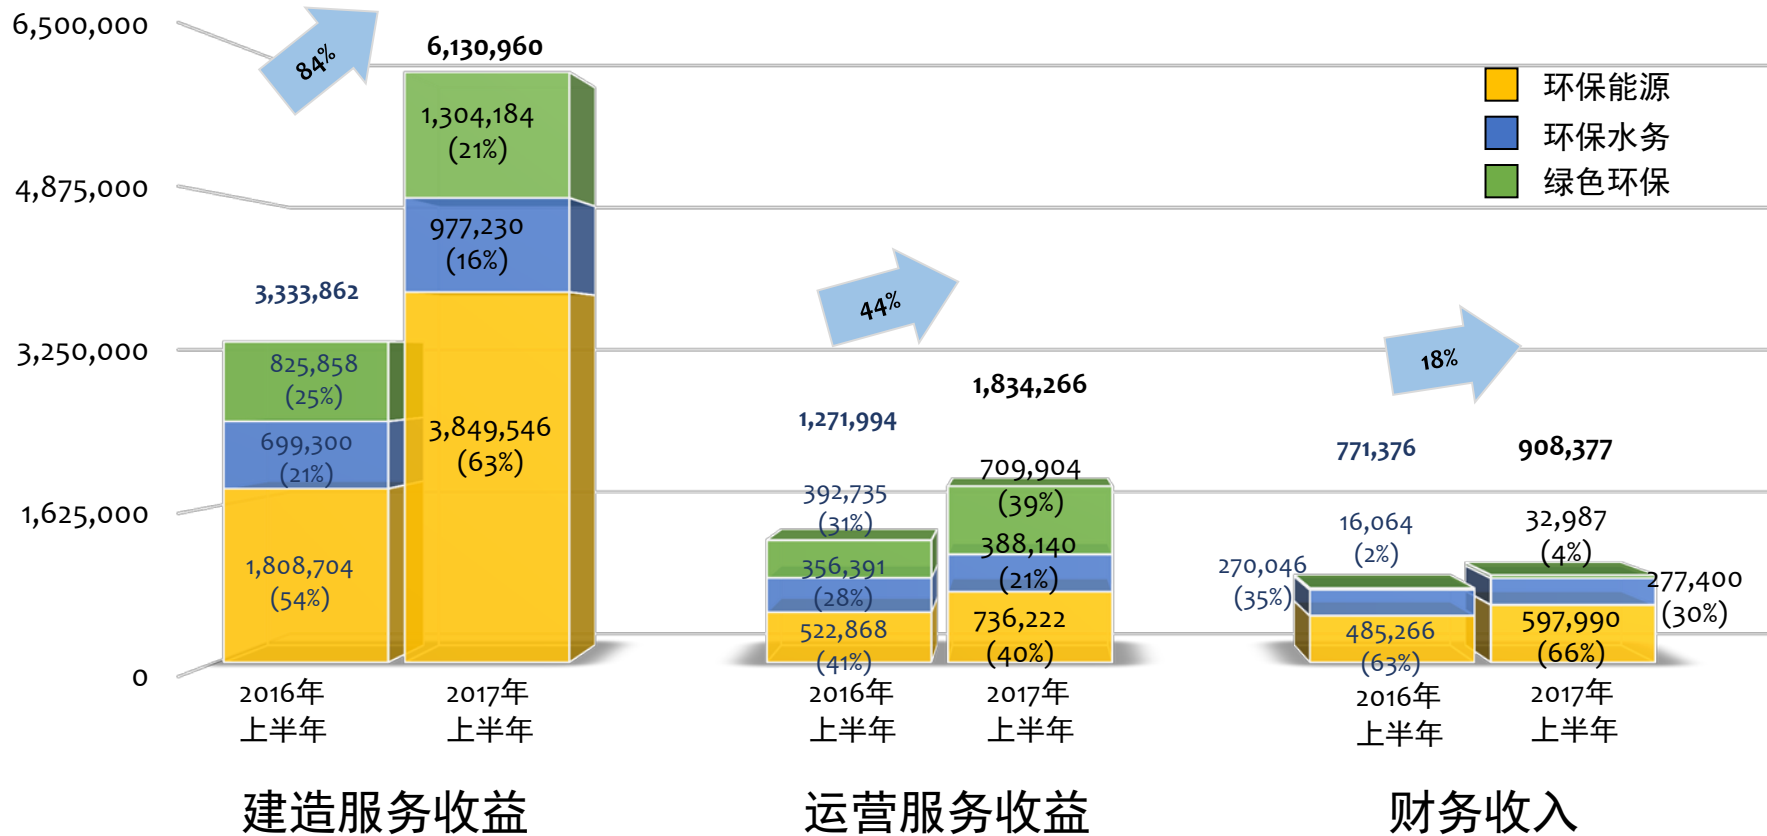 6,500,000
4,875,000
3,250,000
1,625,000
0
84%
6,130,960
1,304,184
(21%)
977,230
(16%)
3,849,546
(63%)
3,333,862
825,858
(25%)
699,300
(21%)
1,808,704
(54%)
2016年
上半年
2017年
上半年
建造服务收益
44%
1,271,994
392,735
(31%)
356,391
(28%)
522,868
(41%)
1,834,266
709,904
(39%)
388,140
(21%)
736,222
(40%)
2016年
上半年
2017年
上半年
运营服务收益
环保能源
环保水务
绿色环保
18%
771,376
16,064
(2%)
270,046
(35%)
485,266
(63%)
908,377
32,987
(4%)
277,400
(30%)
597,990
(66%)
2016年
上半年
2017年
上半年
财务收入